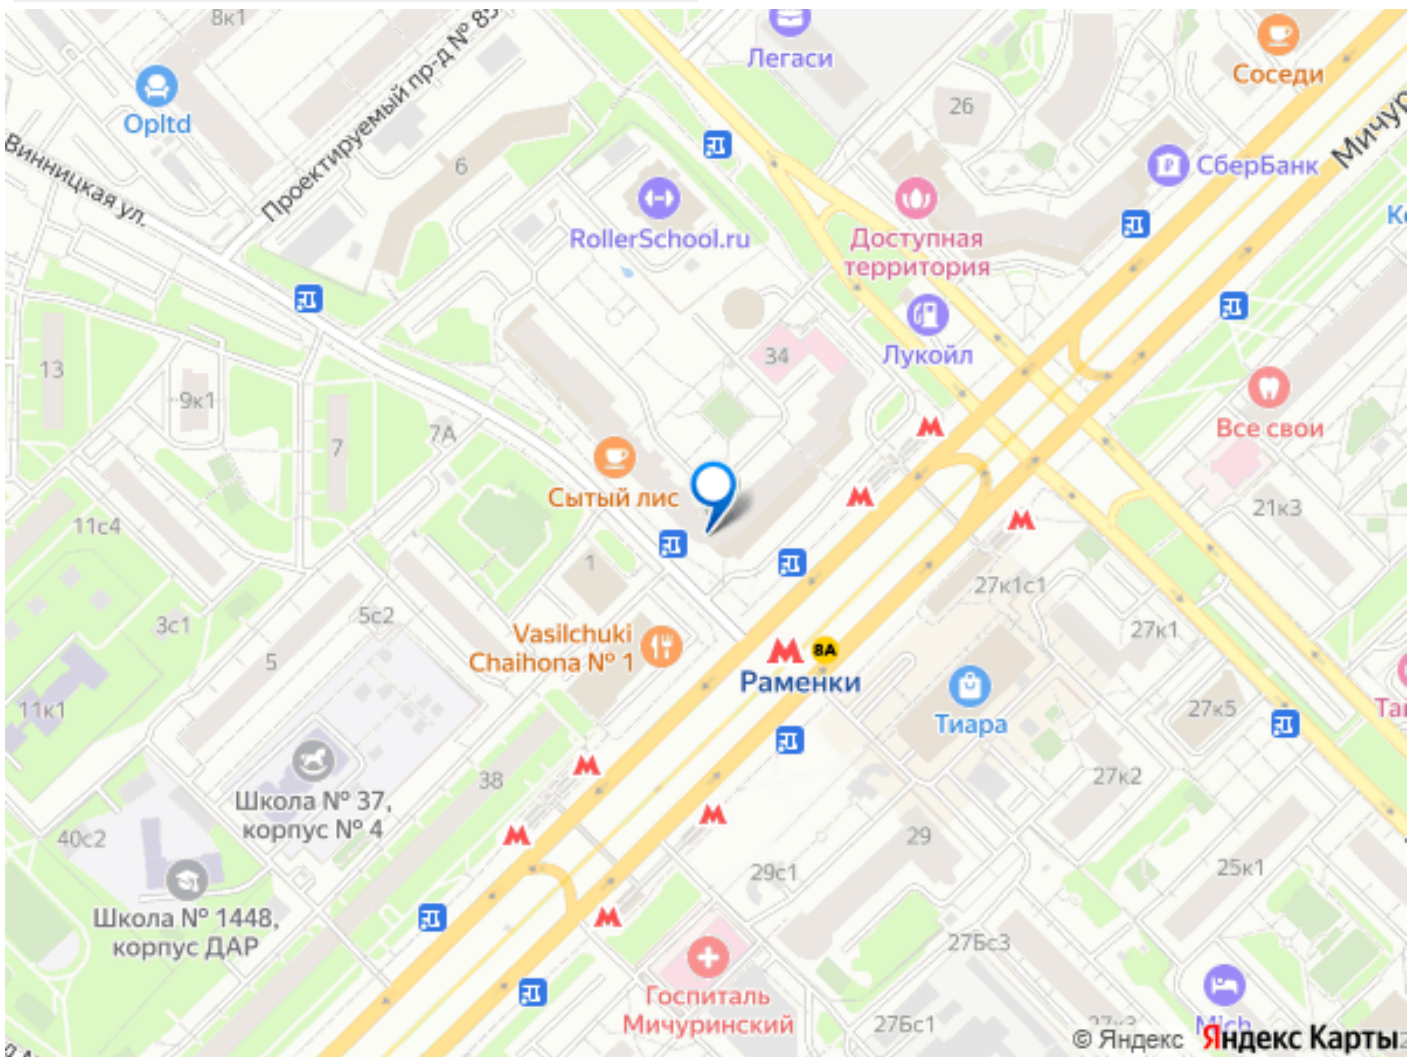 8к1
Легаси
Соседи
Opltd
26
Проектируемый пр-д № 85
Винницкая ул.
6
СберБанк
RollerSchool.ru
Доступная
территория
Лукойл
34
13
9к1
7
7А
Все свои
Сытый лис
11с4
21к3
1
27к1с1
5с2
3с1
27к1
Vasilchuki
Chaihona № 1
5
8А
Раменки
11к1
Тиара
27к5
38
27к2
Школа № 37,
корпус № 4
40с2
29
29с1
25к1
Школа № 1448,
корпус ДАР
27Бс3
Госпиталь
Мичуринский
27Бс1
Mich
© Яндекс Яндекс Карты